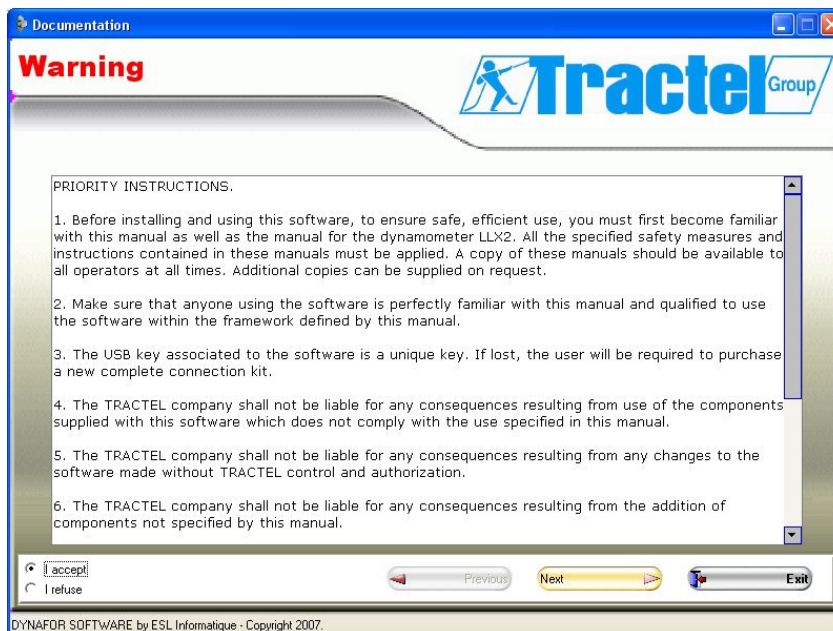 Documentation
Warning
Tractel Group
PRIORITY INSTRUCTIONS.
1. Before installing and using this software, to ensure safe, efficient use, you must first become familiar
with this manual as well as the manual for the dynamometer LLX2. All the specified safety measures and
instructions contained in these manuals must be applied. A copy of these manuals should be available to
all operators at all times. Additional copies can be supplied on request.
2. Make sure that anyone using the software is perfectly familiar with this manual and qualified to use
the software within the framework defined by this manual.
3. The USB key associated to the software is a unique key. If lost, the user will be required to purchase
a new complete connection kit.
4. The TRACTEL company shall not be liable for any consequences resulting from use of the components
supplied with this software which does not comply with the use specified in this manual.
5. The TRACTEL company shall not be liable for any consequences resulting from any changes to the
software made without TRACTEL control and authorization.
6. The TRACTEL company shall not be liable for any consequences resulting from the addition of
components not specified by this manual.
I accept
I refuse
Previous
Next
Exit
DYNAFOR SOFTWARE by ESL Informatique - Copyright 2007.